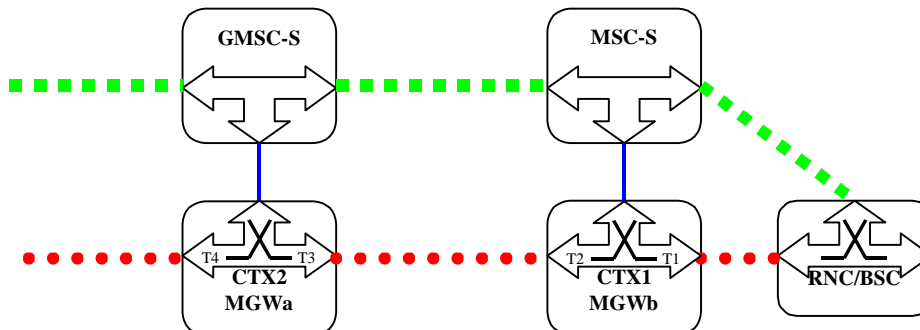 GMSC-S
MSC-S
T4 T3
CTX2
MGWa
T2 T1
CTX1
MGWb
RNC/BSC